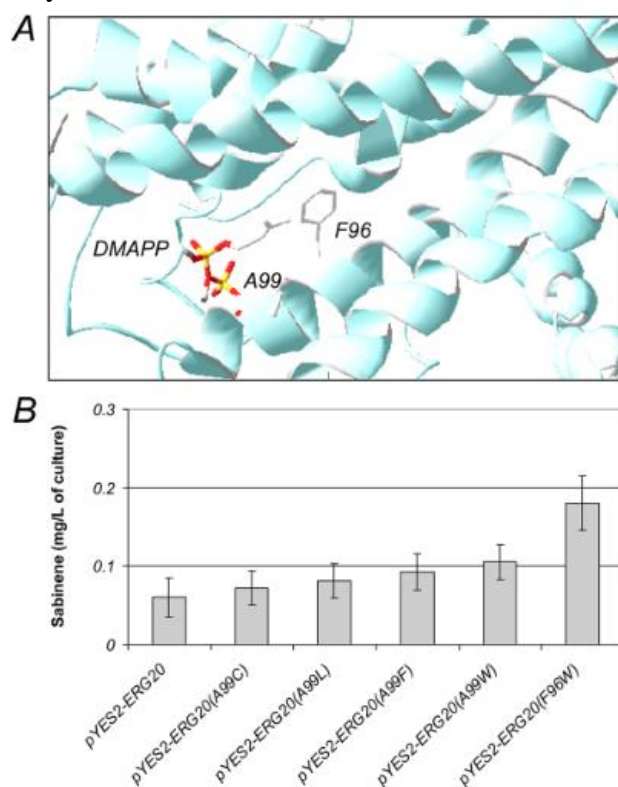 A
DMAPP
F96
A99
B
Sabinene (mg/L of culture)
0.3
0.2
0.1
0
pYES2-ERG20
pYES2-ERG20(A99C)
pYES2-ERG20(A99L)
pYES2-ERG20(A99F)
pYES2-ERG20(A99W)
pYES2-ERG20(F96W)